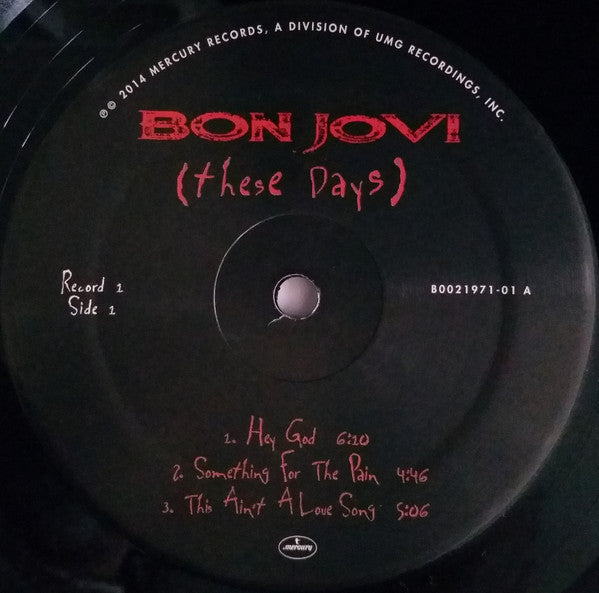 ℗ © 2014 MERCURY RECORDS, A DIVISION OF UMG RECORDINGS, INC.
BON JOVI
(these Days)
Record 1
Side 1
B0021971-01 A
1. Hey God 6:10
2. Something For The Pain 4:46
3. This Ain't A Love Song 5:06
mercury